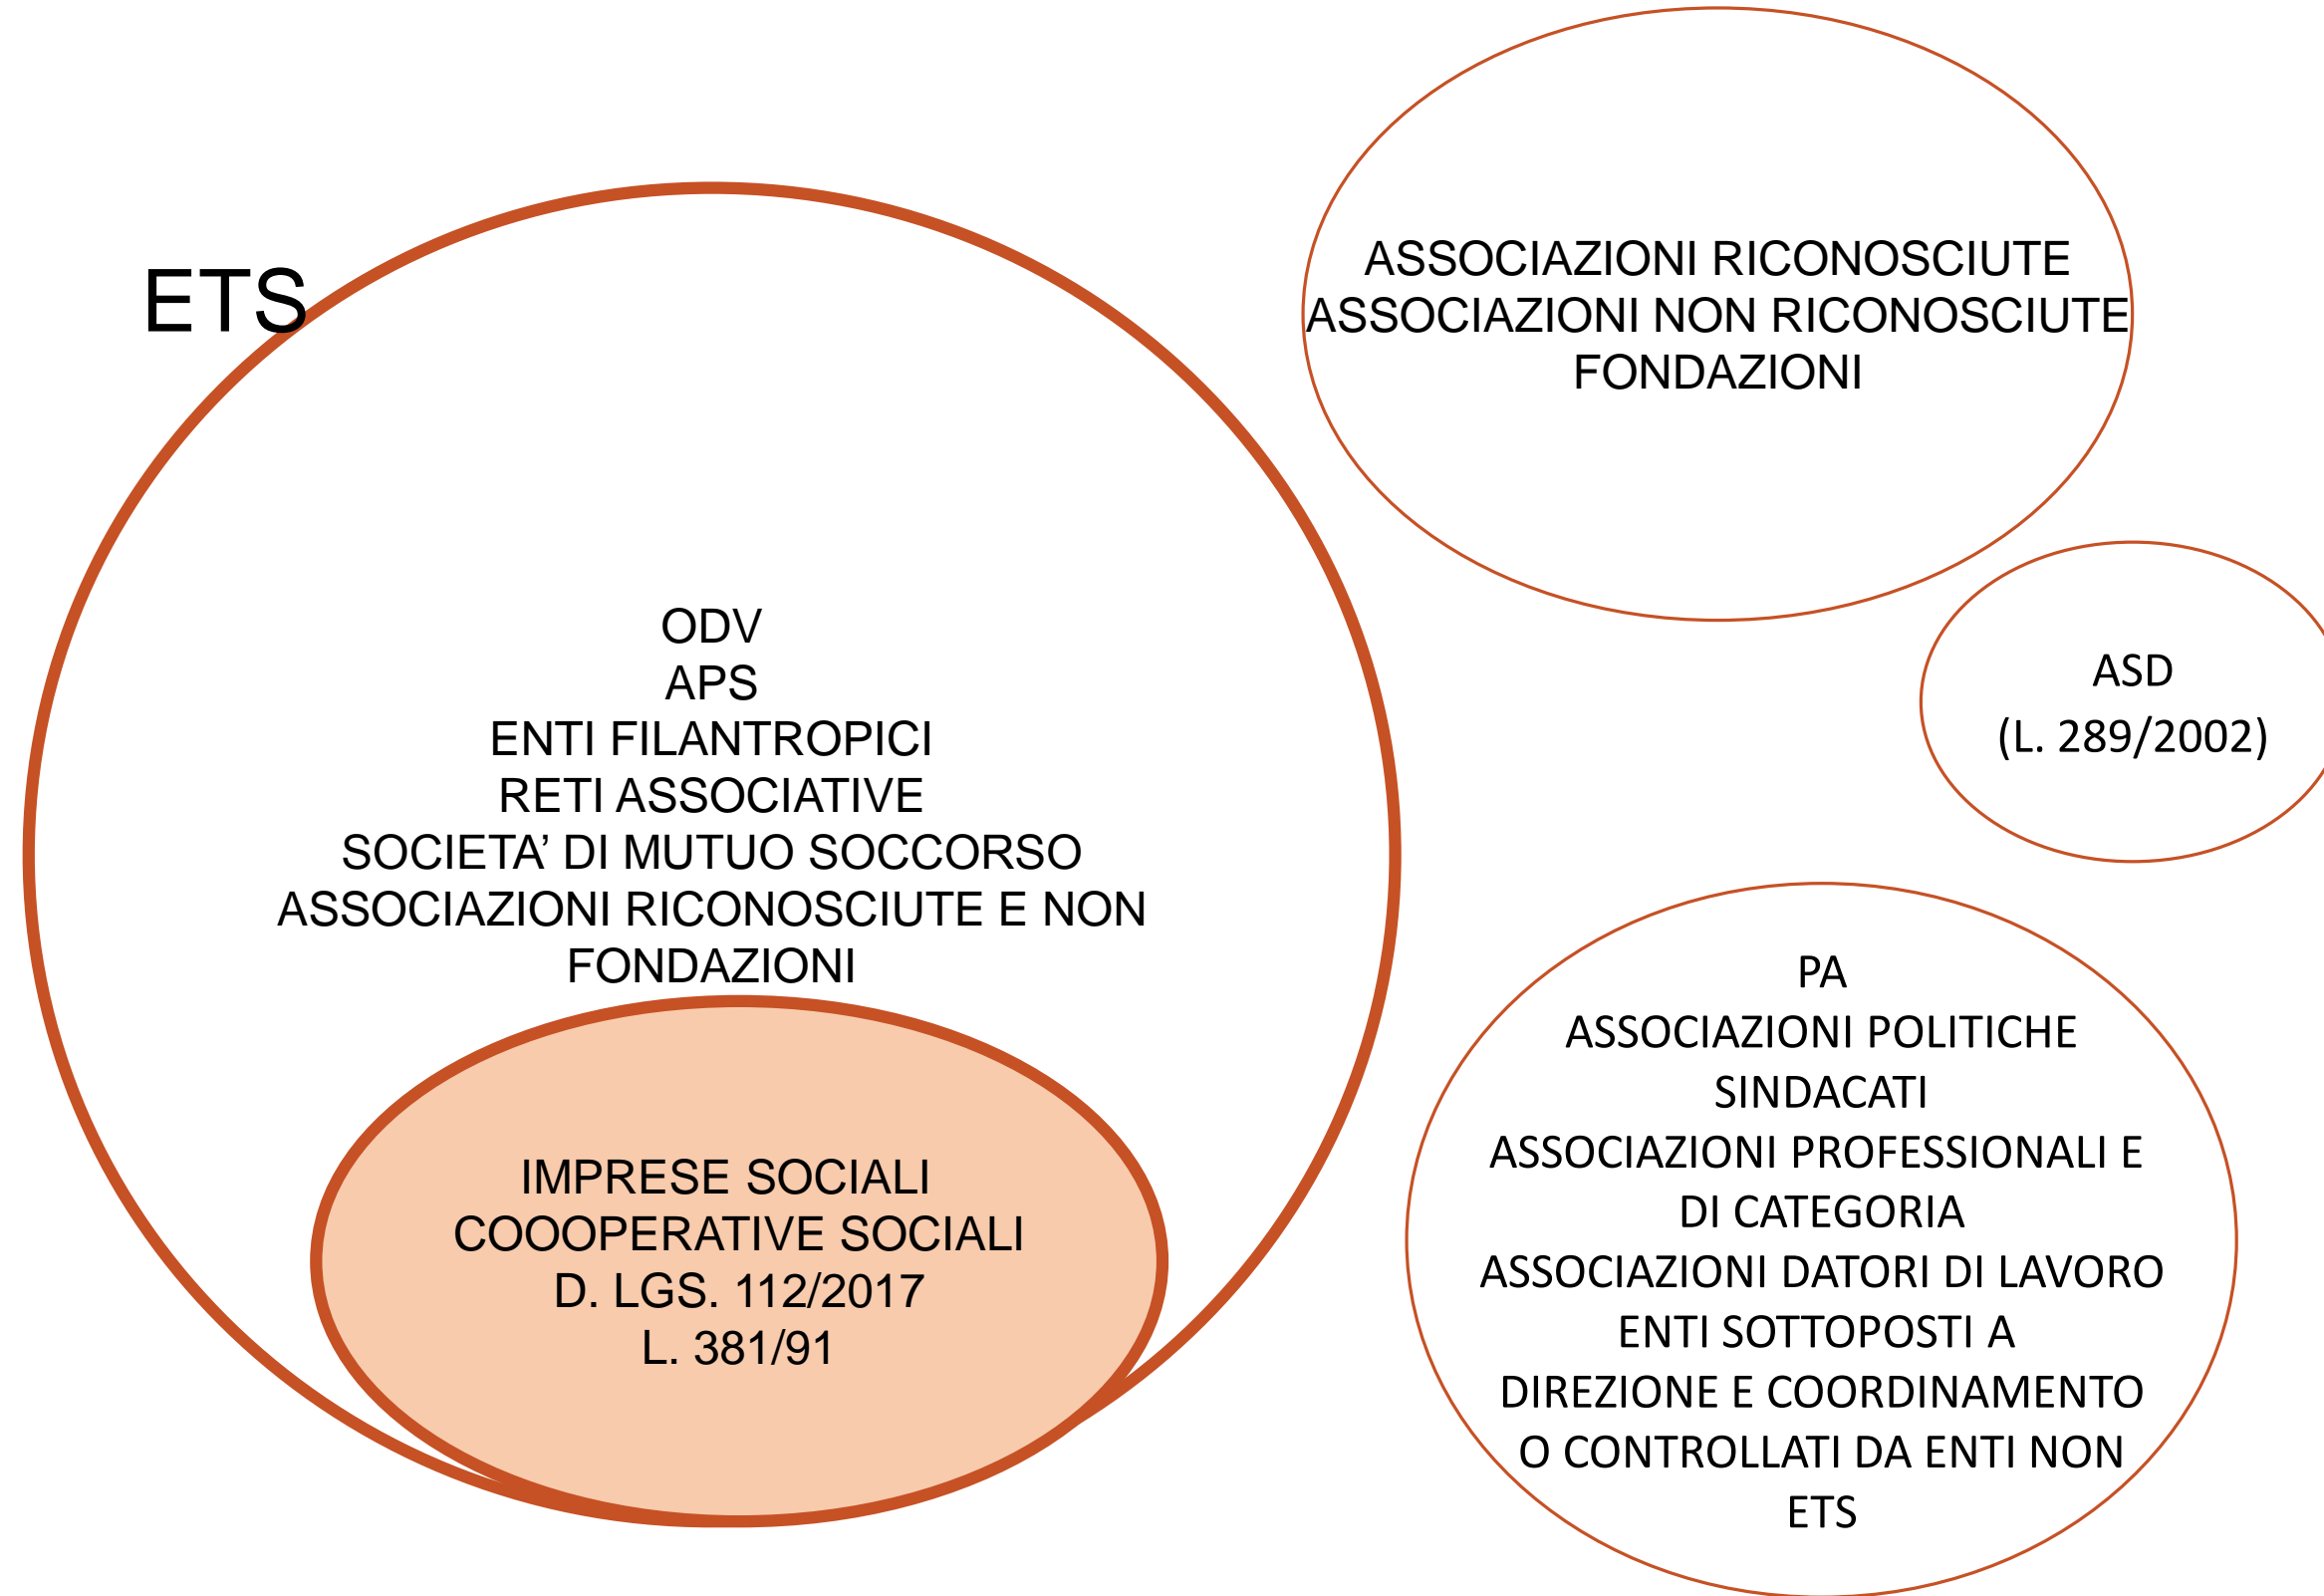 ETS
ODV
APS
ENTI FILANTROPICI
RETI ASSOCIATIVE
SOCIETA’ DI MUTUO SOCCORSO
ASSOCIAZIONI RICONOSCIUTE E NON
FONDAZIONI
IMPRESE SOCIALI
COOOPERATIVE SOCIALI
D. LGS. 112/2017
L. 381/91
ASSOCIAZIONI RICONOSCIUTE
ASSOCIAZIONI NON RICONOSCIUTE
FONDAZIONI
ASD
(L. 289/2002)
PA
ASSOCIAZIONI POLITICHE
SINDACATI
ASSOCIAZIONI PROFESSIONALI E
DI CATEGORIA
ASSOCIAZIONI DATORI DI LAVORO
ENTI SOTTOPOSTI A
DIREZIONE E COORDINAMENTO
O CONTROLLATI DA ENTI NON
ETS